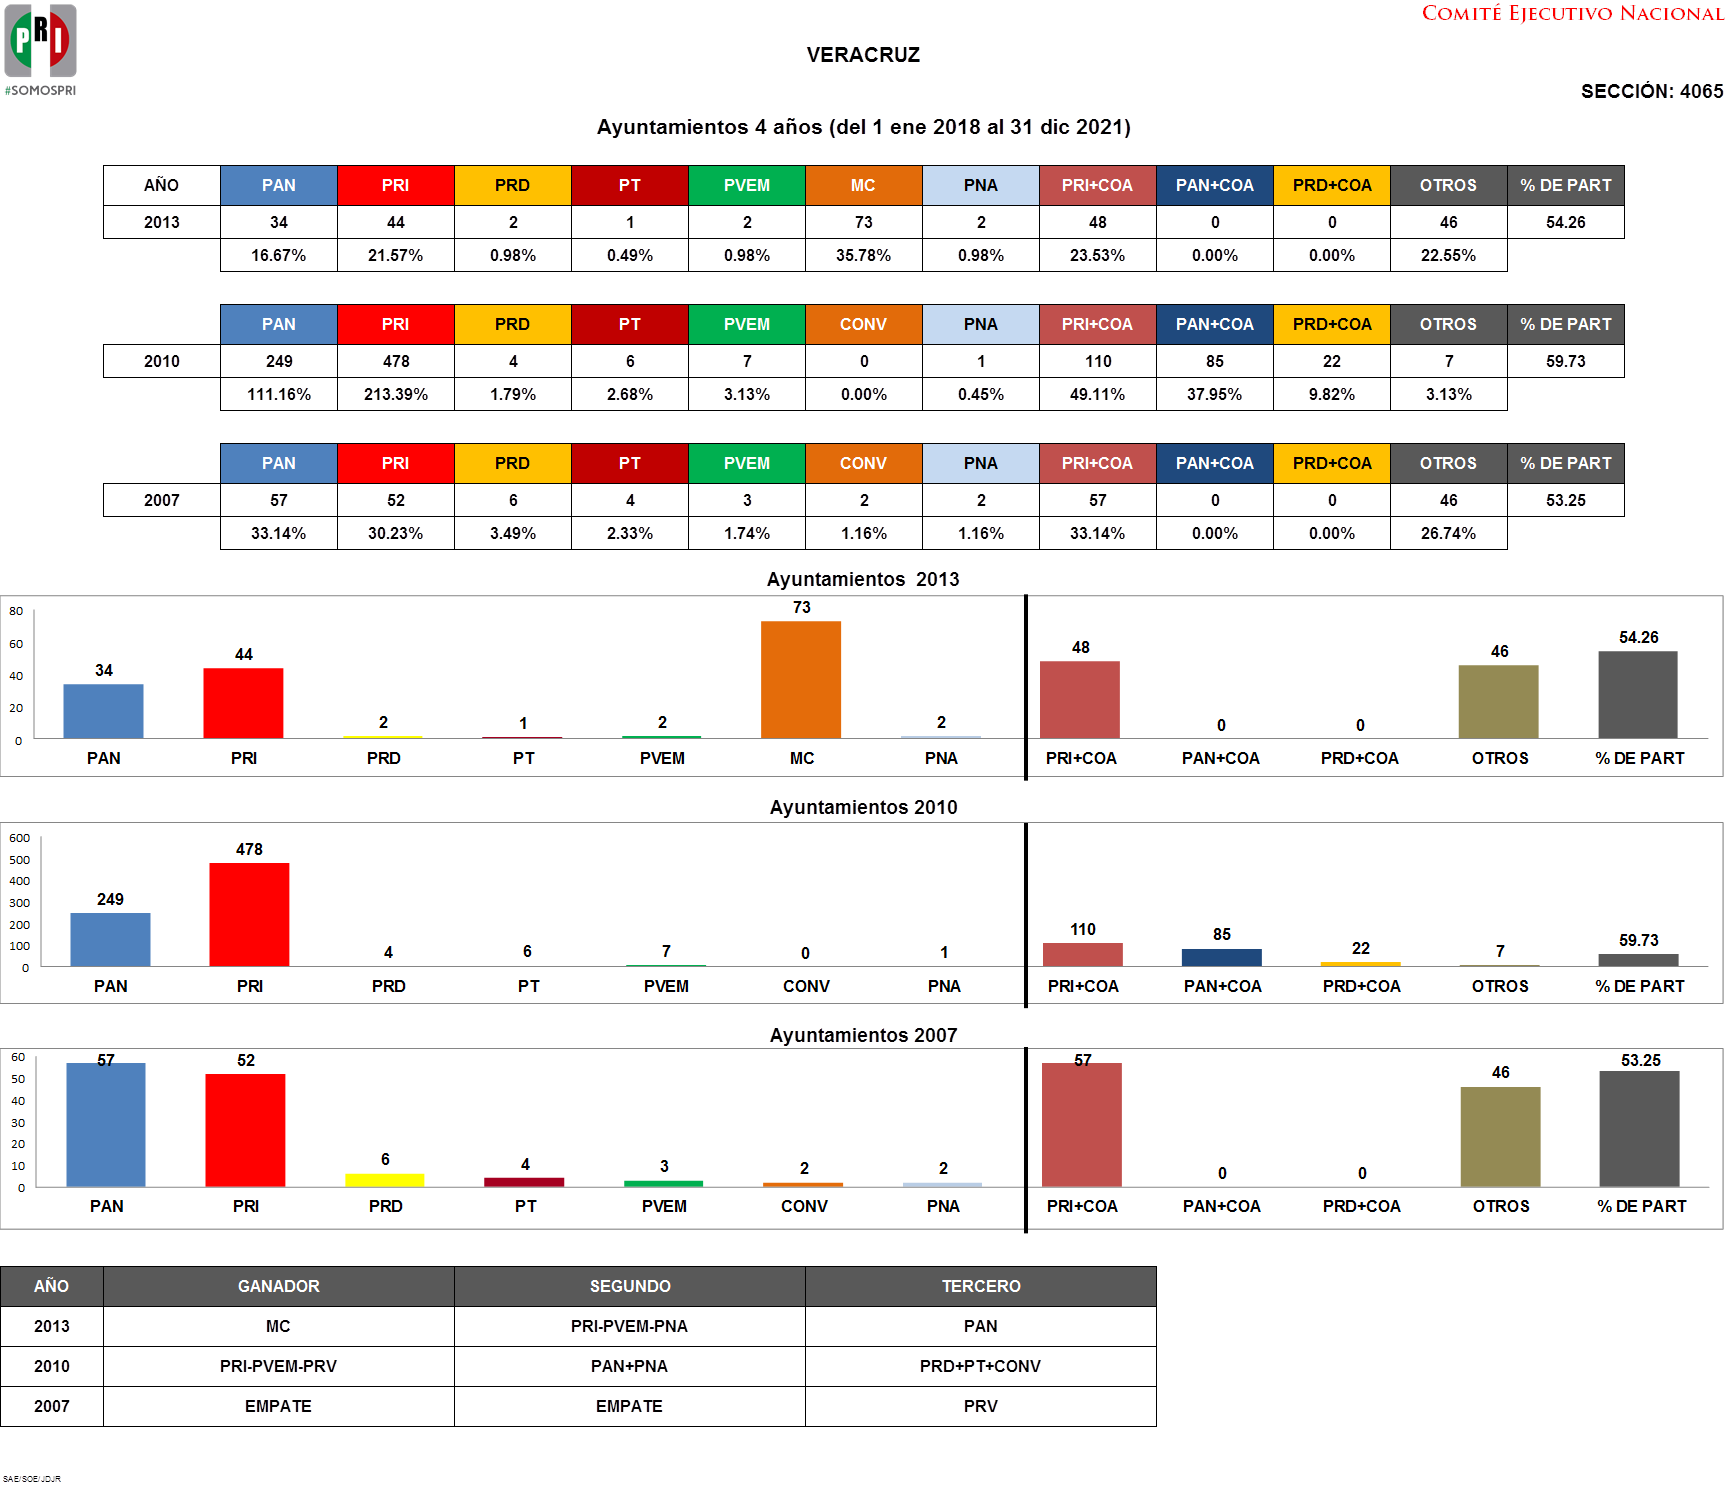 COMITÉ EJECUTIVO NACIONAL
PRI
#SOMOSPRI
VERACRUZ
SECCIÓN: 4065
Ayuntamientos 4 años (del 1 ene 2018 al 31 dic 2021)
AÑO PAN PRI PRD PT PVEM MC PNA PRI+COA PAN+COA PRD+COA OTROS % DE PART
2013 34 44 2 1 2 73 2 48 0 0 46 54.26
16.67% 21.57% 0.98% 0.49% 0.98% 35.78% 0.98% 23.53% 0.00% 0.00% 22.55%
PAN PRI PRD PT PVEM CONV PNA PRI+COA PAN+COA PRD+COA OTROS % DE PART
2010 249 478 4 6 7 0 1 110 85 22 7 59.73
111.16% 213.39% 1.79% 2.68% 3.13% 0.00% 0.45% 49.11% 37.95% 9.82% 3.13%
PAN PRI PRD PT PVEM CONV PNA PRI+COA PAN+COA PRD+COA OTROS % DE PART
2007 57 52 6 4 3 2 2 57 0 0 46 53.25
33.14% 30.23% 3.49% 2.33% 1.74% 1.16% 1.16% 33.14% 0.00% 0.00% 26.74%
Ayuntamientos 2013
80
60
40
20
0
34 44 2 1 2 73 2 48 0 0 46 54.26
PAN PRI PRD PT PVEM MC PNA PRI+COA PAN+COA PRD+COA OTROS % DE PART
Ayuntamientos 2010
600
500
400
300
200
100
0
249 478 4 6 7 0 1 110 85 22 7 59.73
PAN PRI PRD PT PVEM CONV PNA PRI+COA PAN+COA PRD+COA OTROS % DE PART
Ayuntamientos 2007
60
50
40
30
20
10
0
57 52 6 4 3 2 2 57 0 0 46 53.25
PAN PRI PRD PT PVEM CONV PNA PRI+COA PAN+COA PRD+COA OTROS % DE PART
AÑO GANADOR SEGUNDO TERCERO
2013 MC PRI-PVEM-PNA PAN
2010 PRI-PVEM-PRV PAN+PNA PRD+PT+CONV
2007 EMPATE EMPATE PRV
SAE/SOE/JDJR